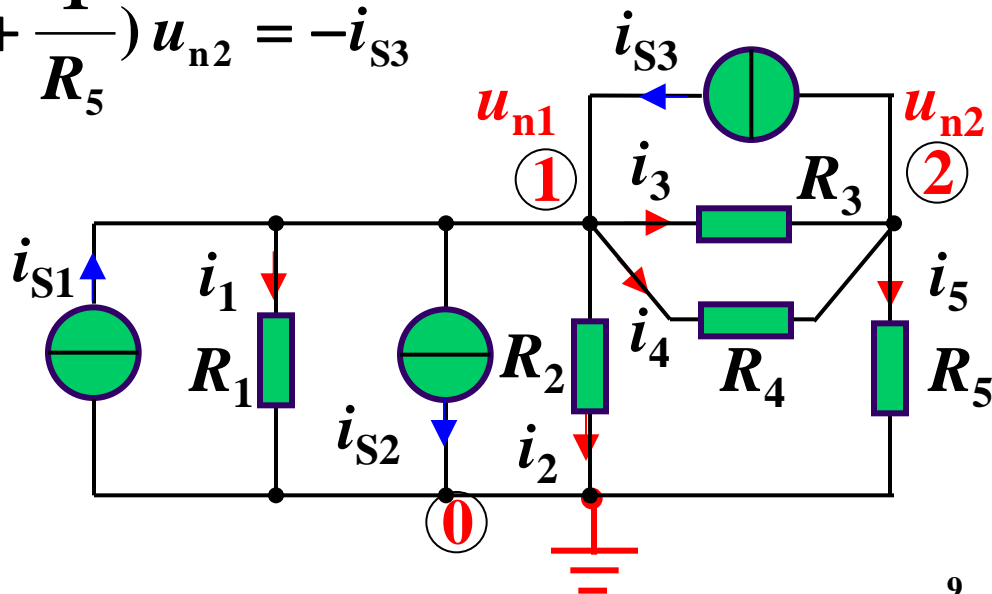 + 1/R5 ) un2 = −iS3
iS3
un1
un2
1
i3
R3
2
iS1
i1
i4
i5
R1
R2
R4
R5
iS2
i2
0
9